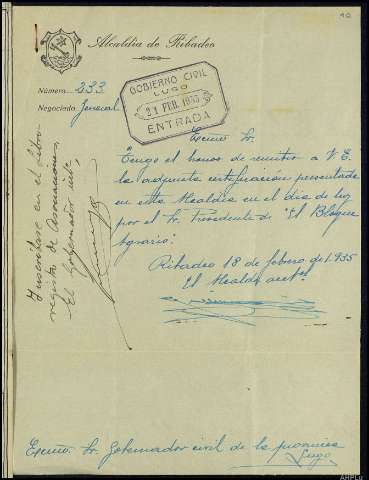 10
Alcaldía de Ribadeo
Número 233
Negociado General
GOBIERNO CIVIL
LUGO
21 FEB. 1935
ENTRADA
Excmo. Sr.
Tengo el honor de remitir a V. E.
la adjunta certificación presentada
en esta Alcaldía en el día de hoy
por el Sr. Presidente de "El Bloque
Agrario".
Ribadeo 18 de febrero de 1.935
El Alcalde acctal
Inscríbase en el Libro
registro de Asociaciones
El Gobernador intº
Excmo. Sr. Gobernador civil de la provincia
Lugo
AHPLu